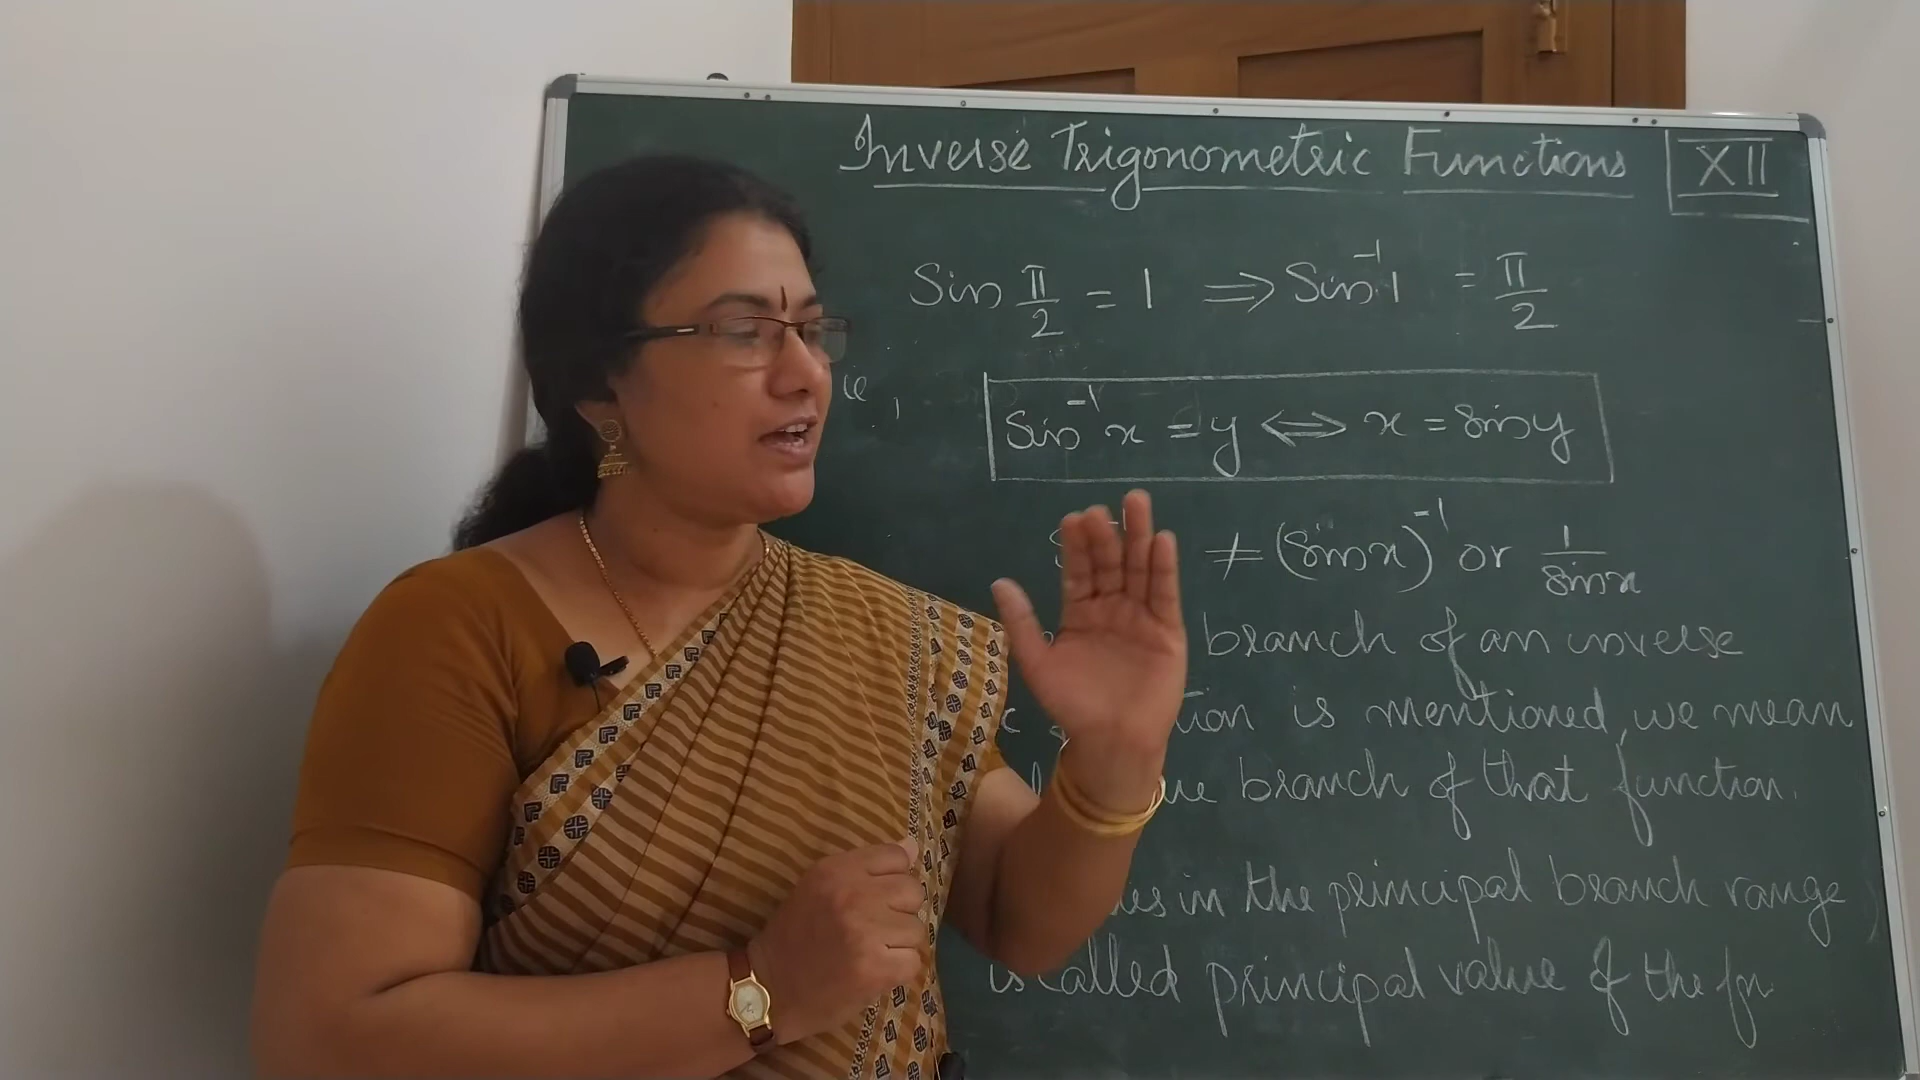 Inverse Trigonometric Functions XII
Sin π/2 = 1 ⟹ Sin⁻¹ 1 = π/2
ie,
Sin⁻¹ x = y ⟺ x = sin y
≠ (sin x)⁻¹ or 1/sin x
branch of an inverse
is mentioned, we mean
branch of that function.
in the principal branch range
is called principal value of the fn